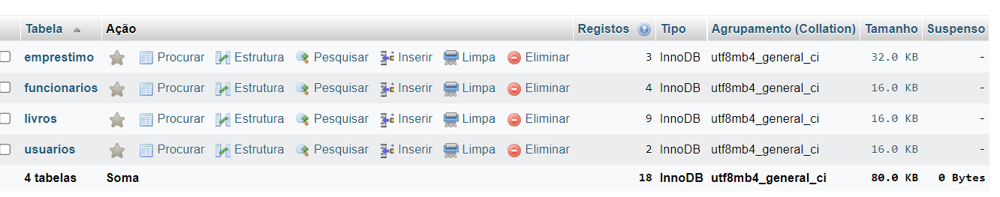 Tabela Ação Registos Tipo Agrupamento (Collation) Tamanho Suspenso
emprestimo Procurar Estrutura Pesquisar Inserir Limpa Eliminar 3 InnoDB utf8mb4_general_ci 32.0 KB -
funcionarios Procurar Estrutura Pesquisar Inserir Limpa Eliminar 4 InnoDB utf8mb4_general_ci 16.0 KB -
livros Procurar Estrutura Pesquisar Inserir Limpa Eliminar 9 InnoDB utf8mb4_general_ci 16.0 KB -
usuarios Procurar Estrutura Pesquisar Inserir Limpa Eliminar 2 InnoDB utf8mb4_general_ci 16.0 KB -
4 tabelas Soma 18 InnoDB utf8mb4_general_ci 80.0 KB 0 Bytes